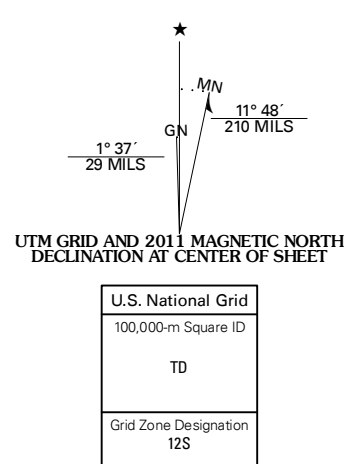 ★
MN
GN
11° 48´
210 MILS
1° 37´
29 MILS
UTM GRID AND 2011 MAGNETIC NORTH
DECLINATION AT CENTER OF SHEET
U.S. National Grid
100,000-m Square ID
TD
Grid Zone Designation
12S